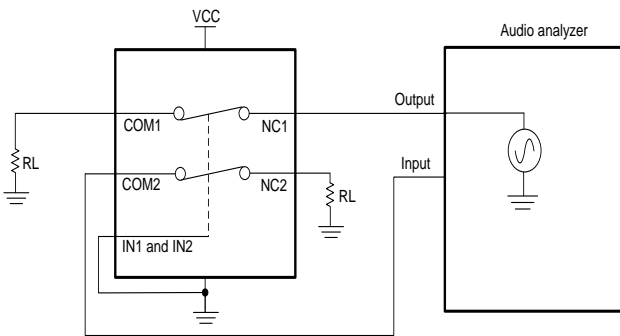 VCC
Audio analyzer
Output
COM1
NC1
RL
Input
COM2
NC2
RL
IN1 and IN2